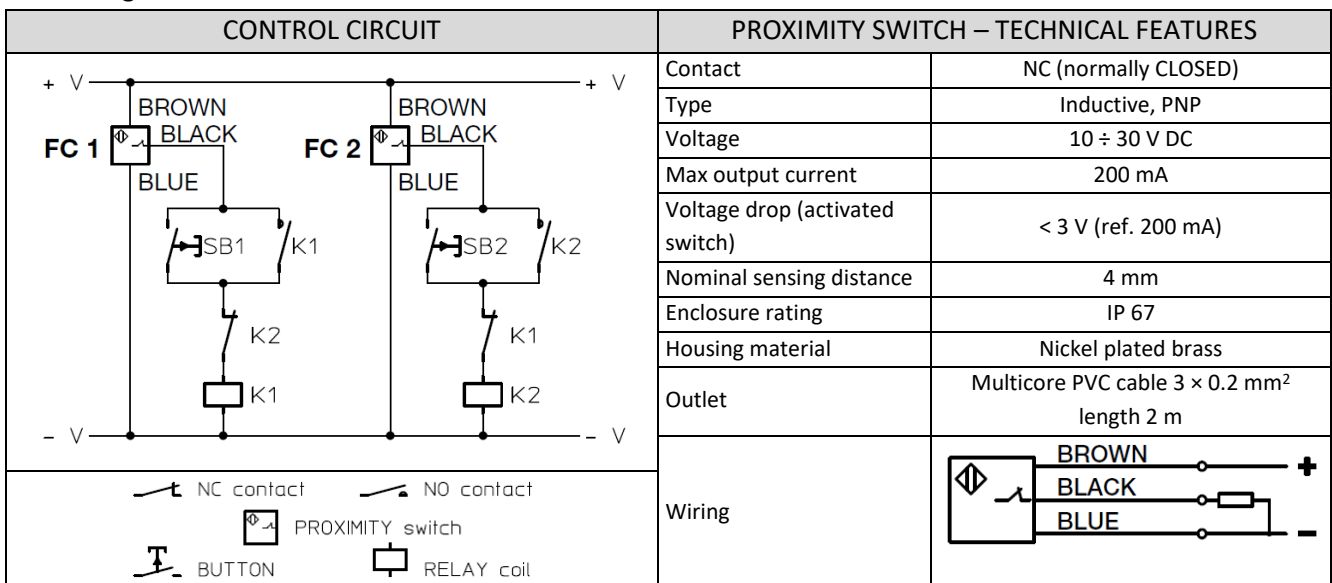 CONTROL CIRCUIT
+ V
+ V
BROWN
BROWN
FC 1
BLACK
FC 2
BLACK
BLUE
BLUE
SB1
K1
SB2
K2
K2
K1
K1
K2
- V
- V
NC contact
NO contact
PROXIMITY switch
BUTTON
RELAY coil
PROXIMITY SWITCH – TECHNICAL FEATURES
Contact
NC (normally CLOSED)
Type
Inductive, PNP
Voltage
10 ÷ 30 V DC
Max output current
200 mA
Voltage drop (activated
switch)
< 3 V (ref. 200 mA)
Nominal sensing distance
4 mm
Enclosure rating
IP 67
Housing material
Nickel plated brass
Outlet
Multicore PVC cable 3 × 0.2 mm²
length 2 m
Wiring
BROWN
+
BLACK
BLUE
-